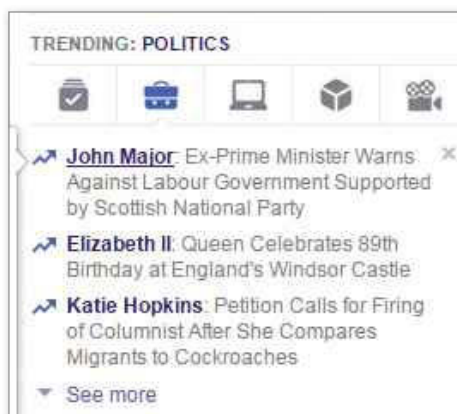 TRENDING: POLITICS
John Major: Ex-Prime Minister Warns
Against Labour Government Supported
by Scottish National Party
Elizabeth II: Queen Celebrates 89th
Birthday at England's Windsor Castle
Katie Hopkins: Petition Calls for Firing
of Columnist After She Compares
Migrants to Cockroaches
See more